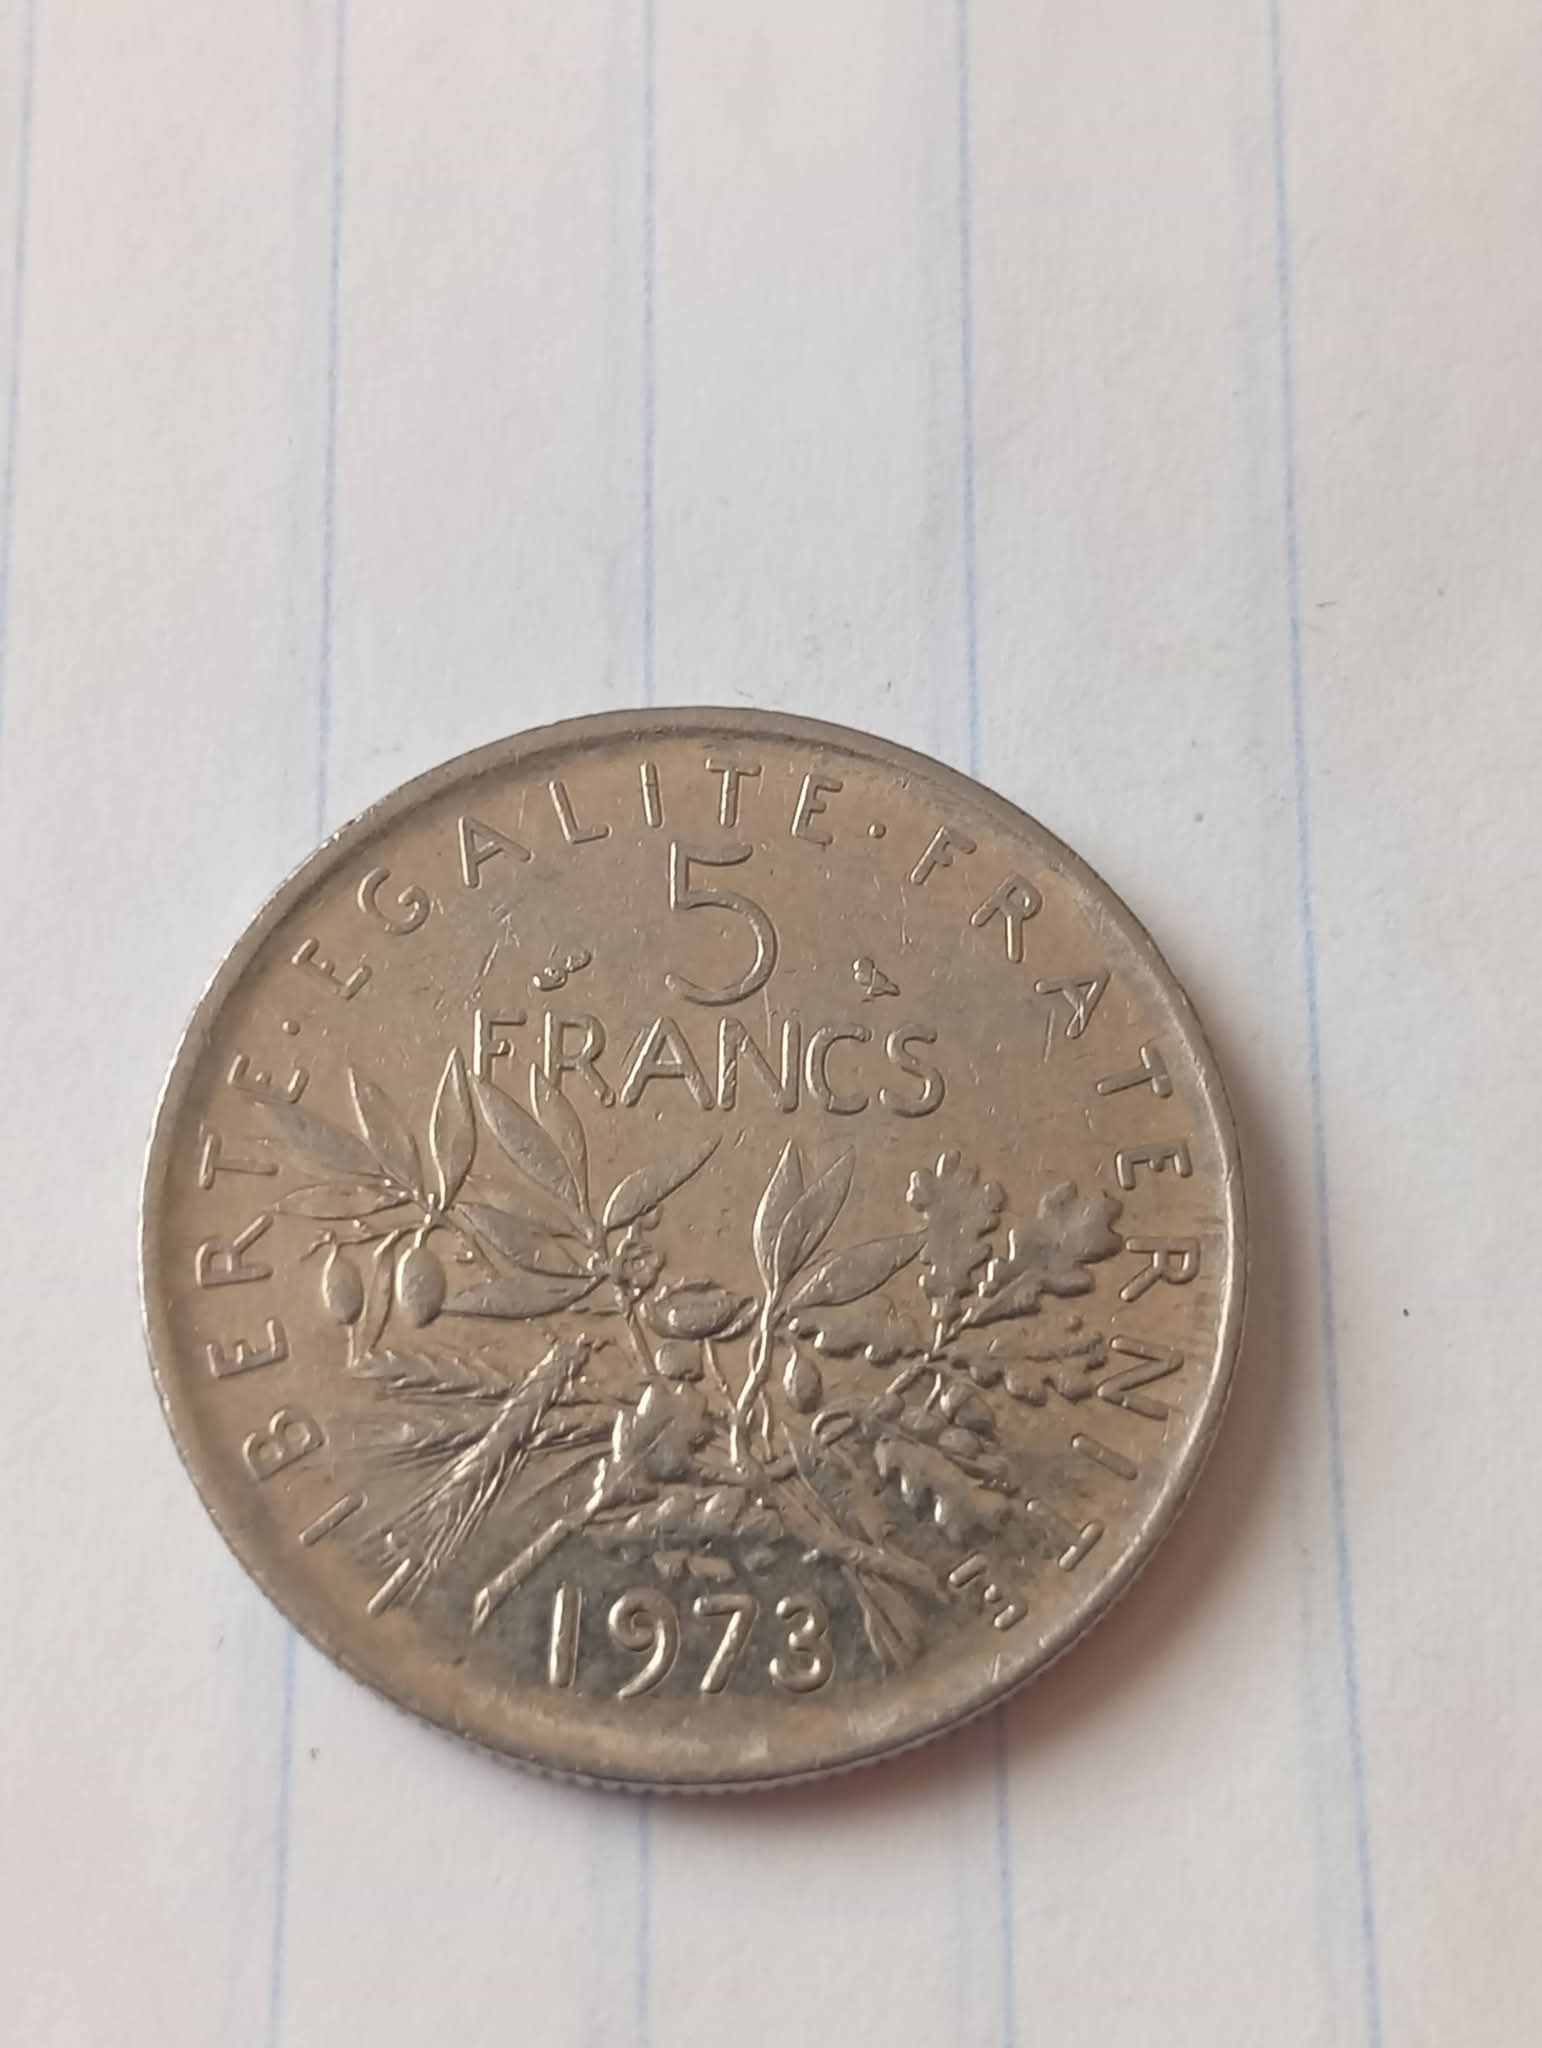 LIBERTE · EGALITE · FRATERNITE
5
FRANCS
1973